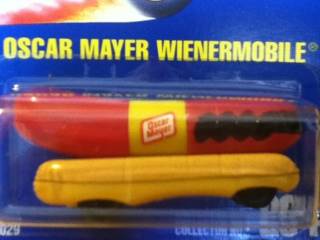 OSCAR MAYER WIENERMOBILE®
Oscar
Mayer
029
COLLECTOR NO.